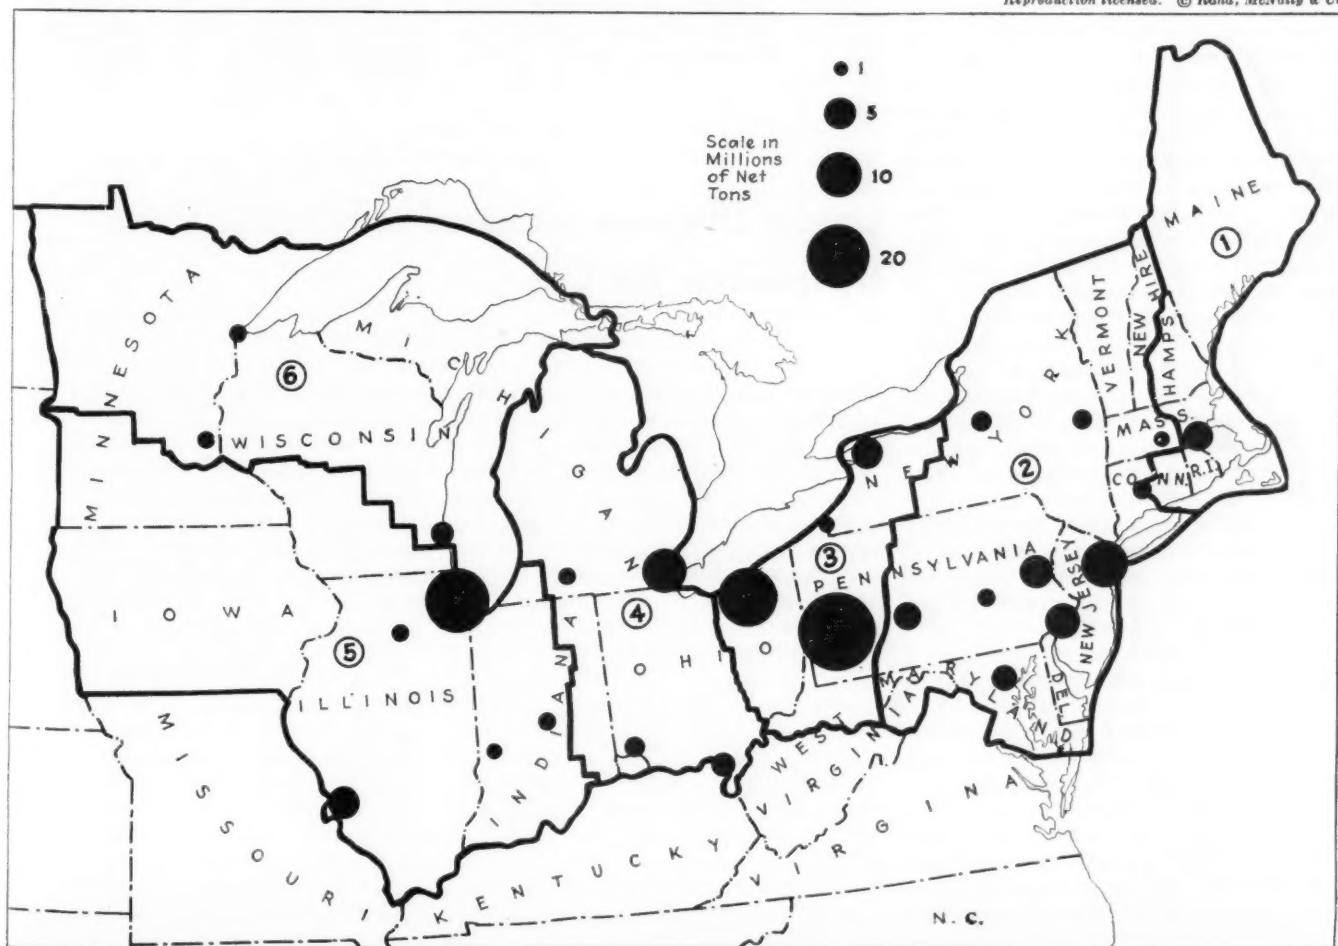 Reproduction licensed. © Rand, McNally & C
1
5
Scale in
Millions
of Net
Tons
10
20
MAINE
1
MINNESOTA
VERMONT
NEW HAMPSHIRE
MICHIGAN
6
WISCONSIN
NEW YORK
2
MASS.
CONN.
R.I.
3
PENNSYLVANIA
NEW JERSEY
IOWA
4
OHIO
5
ILLINOIS
INDIANA
MARYLAND
DEL.
WEST VIRGINIA
MISSOURI
KENTUCKY
VIRGINIA
N. C.